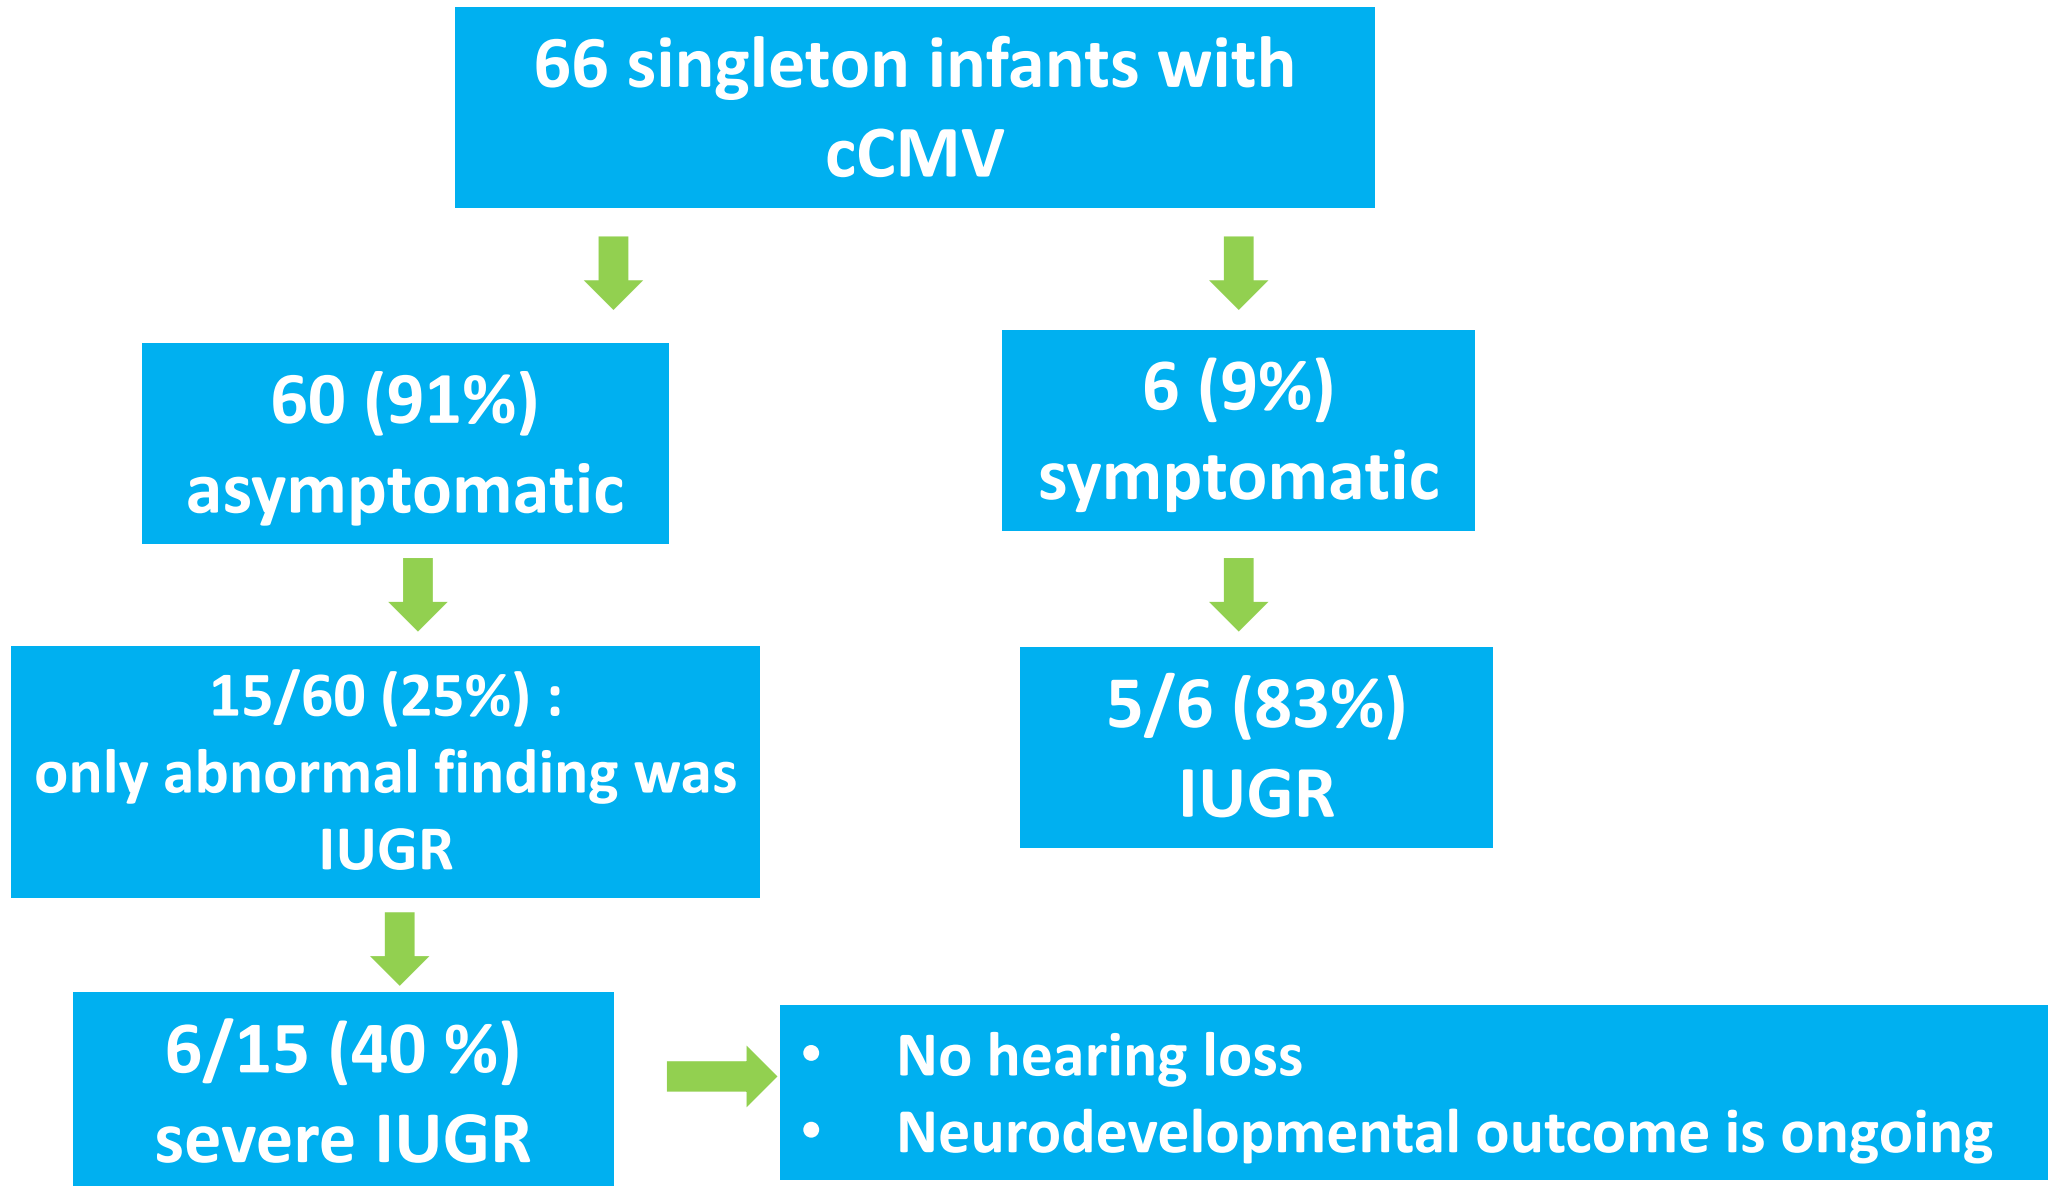 66 singleton infants with
cCMV
60 (91%)
asymptomatic
6 (9%)
symptomatic
15/60 (25%) :
only abnormal finding was
IUGR
5/6 (83%)
IUGR
6/15 (40 %)
severe IUGR
• No hearing loss
• Neurodevelopmental outcome is ongoing